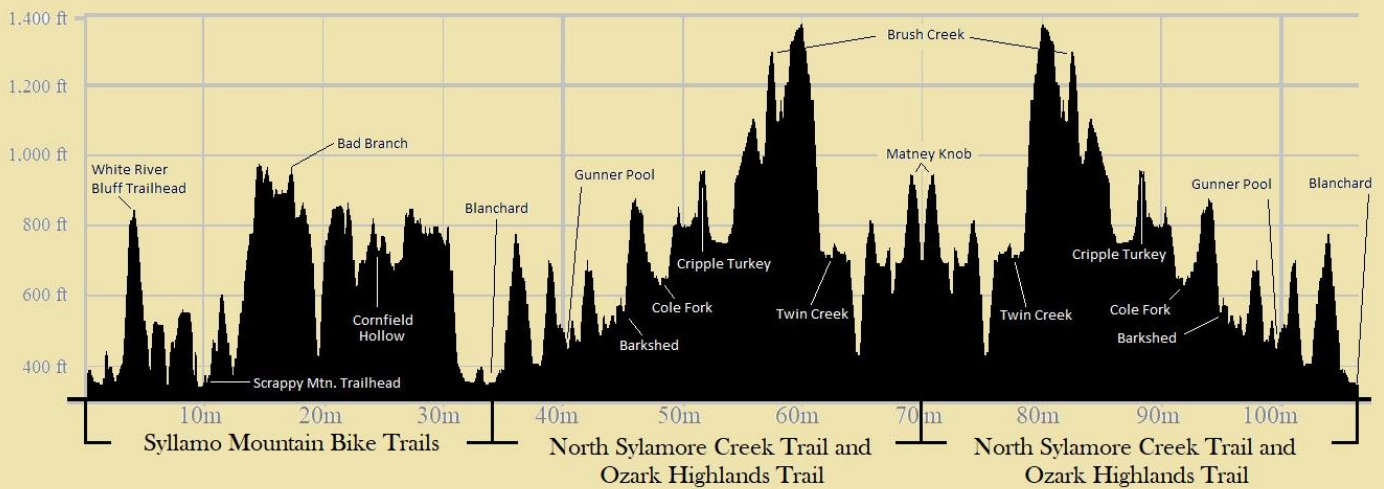 1,400 ft
1,200 ft
1,000 ft
800 ft
600 ft
400 ft
White River
Bluff Trailhead
Bad Branch
Scrappy Mtn. Trailhead
Cornfield
Hollow
Blanchard
Gunner Pool
Barkshed
Cole Fork
Cripple Turkey
Brush Creek
Twin Creek
Matney Knob
Twin Creek
Cripple Turkey
Cole Fork
Barkshed
Gunner Pool
Blanchard
10m
20m
30m
40m
50m
60m
70m
80m
90m
100m
Syllamo Mountain Bike Trails
North Sylamore Creek Trail and
Ozark Highlands Trail
North Sylamore Creek Trail and
Ozark Highlands Trail